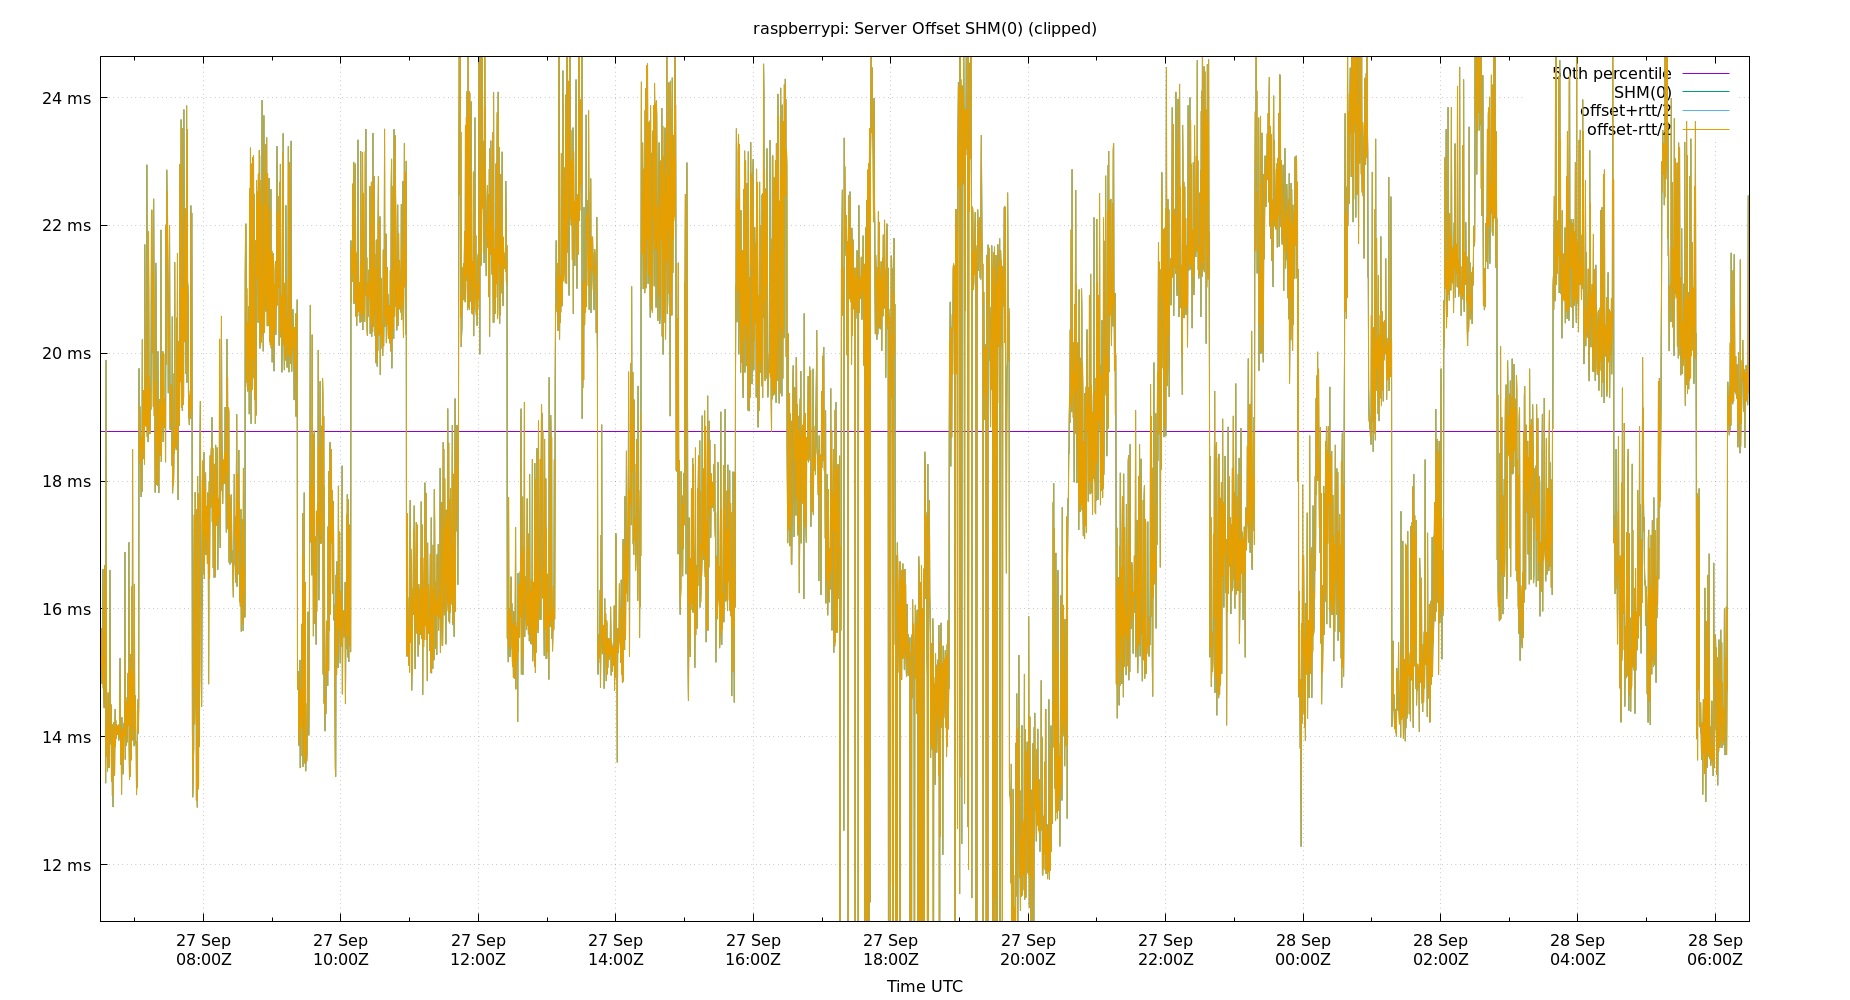 raspberrypi: Server Offset SHM(0) (clipped)
50th percentile
SHM(0)
offset+rtt/2
offset-rtt/2
24 ms
22 ms
20 ms
18 ms
16 ms
14 ms
12 ms
27 Sep 27 Sep 27 Sep 27 Sep 27 Sep 27 Sep 27 Sep 27 Sep 28 Sep 28 Sep 28 Sep 28 Sep
08:00Z 10:00Z 12:00Z 14:00Z 16:00Z 18:00Z 20:00Z 22:00Z 00:00Z 02:00Z 04:00Z 06:00Z
Time UTC